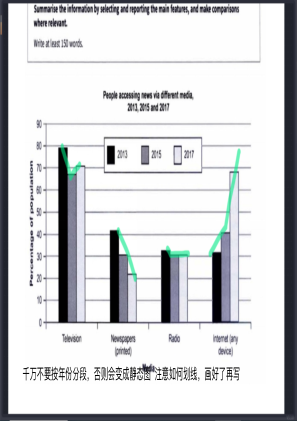 Summarise the information by selecting and reporting the main features, and make comparisons
where relevant.
Write at least 150 words.
People accessing news via different media,
2013, 2015 and 2017
Percentage of population
90
80
70
60
50
40
30
20
10
0
2013
2015
2017
Television
Newspapers
(printed)
Radio
Internet (any
device)
Media
千万不要按年份分段，否则会变成静态图 注意如何划线，画好了再写